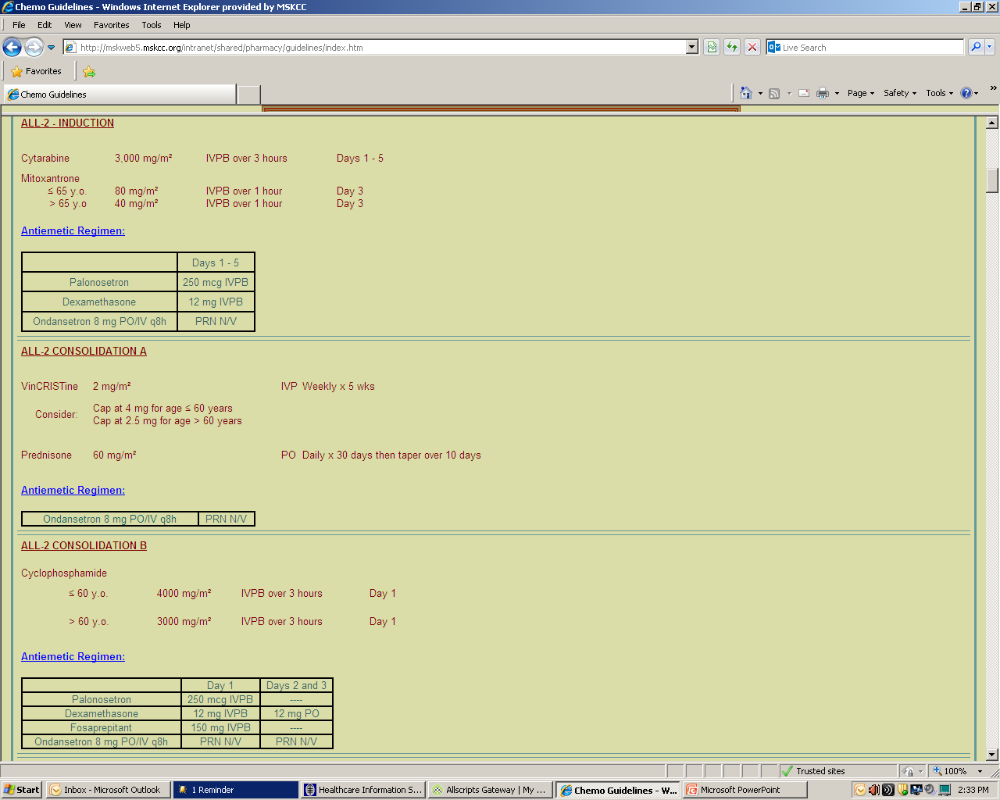 Chemo Guidelines - Windows Internet Explorer provided by MSKCC
File Edit View Favorites Tools Help
http://mskweb5.mskcc.org/intranet/shared/pharmacy/guidelines/index.htm Live Search
Favorites
Chemo Guidelines Page Safety Tools »
ALL-2 - INDUCTION
Cytarabine 3,000 mg/m² IVPB over 3 hours Days 1 - 5
Mitoxantrone
≤ 65 y.o. 80 mg/m² IVPB over 1 hour Day 3
> 65 y.o 40 mg/m² IVPB over 1 hour Day 3
Antiemetic Regimen:
Days 1 - 5
Palonosetron 250 mcg IVPB
Dexamethasone 12 mg IVPB
Ondansetron 8 mg PO/IV q8h PRN N/V
ALL-2 CONSOLIDATION A
VinCRISTine 2 mg/m² IVP Weekly x 5 wks
Consider: Cap at 4 mg for age ≤ 60 years
Cap at 2.5 mg for age > 60 years
Prednisone 60 mg/m² PO Daily x 30 days then taper over 10 days
Antiemetic Regimen:
Ondansetron 8 mg PO/IV q8h PRN N/V
ALL-2 CONSOLIDATION B
Cyclophosphamide
≤ 60 y.o. 4000 mg/m² IVPB over 3 hours Day 1
> 60 y.o. 3000 mg/m² IVPB over 3 hours Day 1
Antiemetic Regimen:
Day 1 Days 2 and 3
Palonosetron 250 mcg IVPB ----
Dexamethasone 12 mg IVPB 12 mg PO
Fosaprepitant 150 mg IVPB ----
Ondansetron 8 mg PO/IV q8h PRN N/V PRN N/V
Trusted sites 100%
Start Inbox - Microsoft Outlook 1 Reminder Healthcare Information S... Allscripts Gateway | My ... Chemo Guidelines - W... Microsoft PowerPoint 2:33 PM